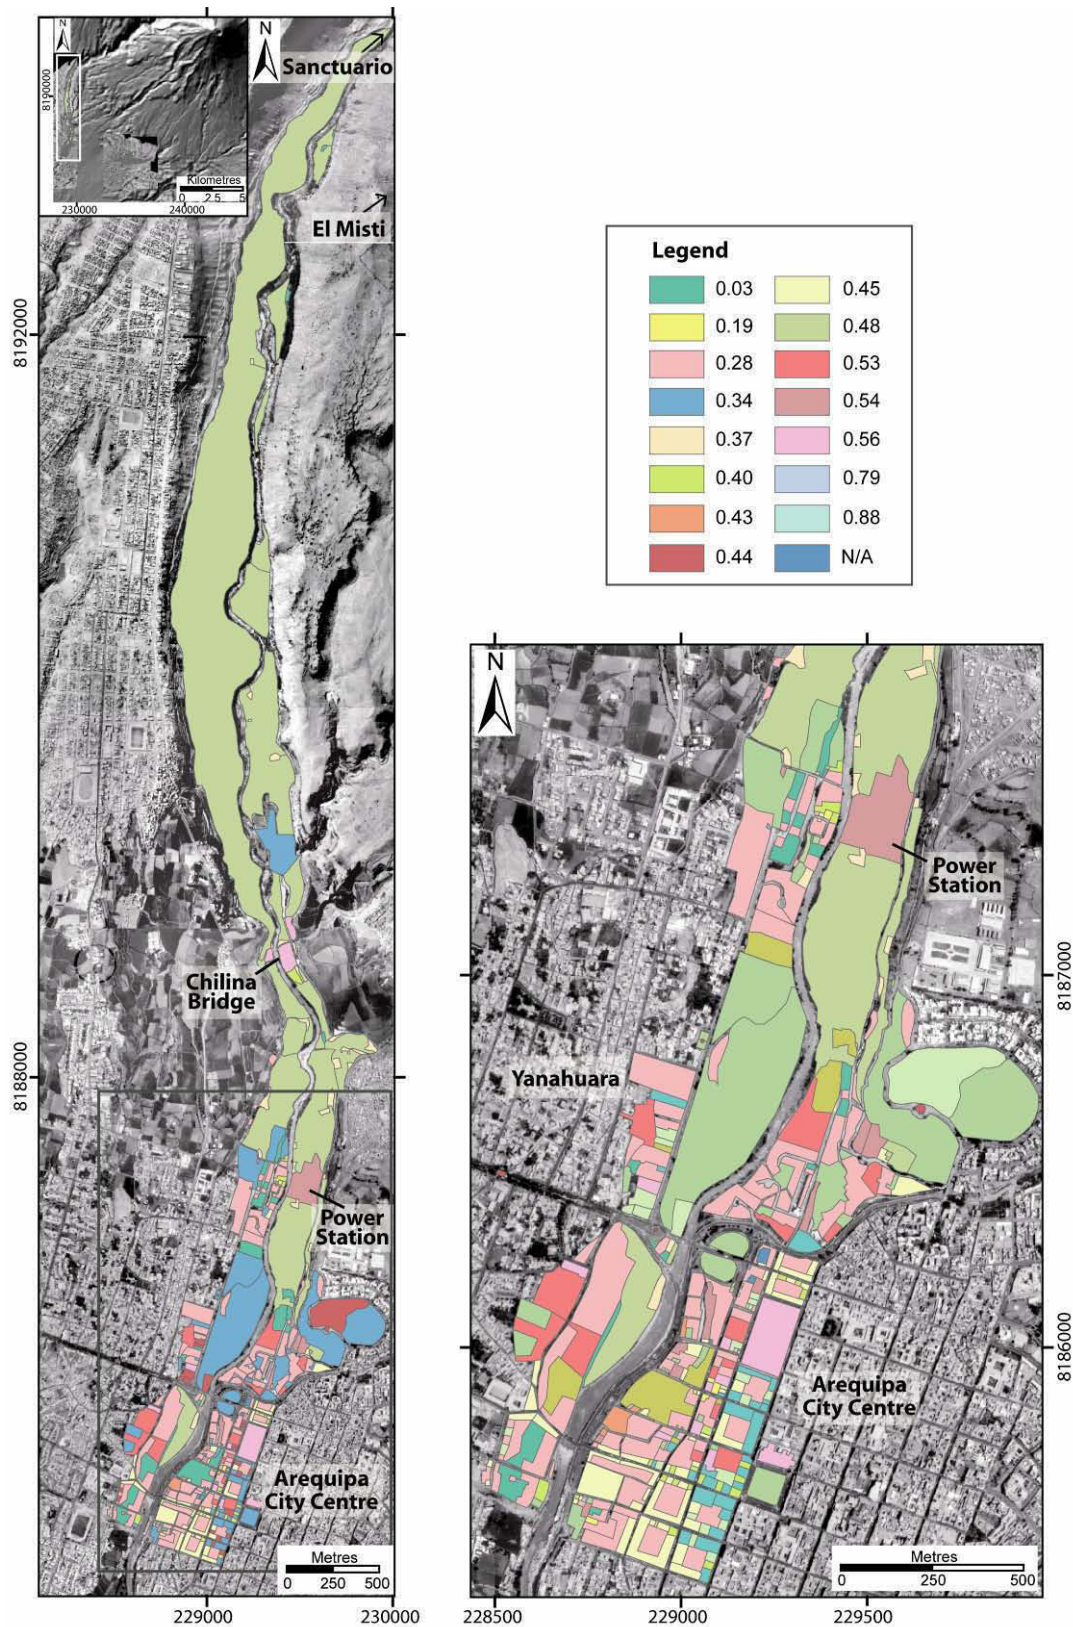 N
8190000
Kilometres
0 2.5 5
230000 240000
N
Sanctuario
El Misti
8192000
Chilina
Bridge
8188000
Power
Station
Arequipa
City Centre
Metres
0 250 500
229000 230000
Legend
0.03 0.45
0.19 0.48
0.28 0.53
0.34 0.54
0.37 0.56
0.40 0.79
0.43 0.88
0.44 N/A
N
Power
Station
8187000
Yanahuara
8186000
Arequipa
City Centre
Metres
0 250 500
228500 229000 229500